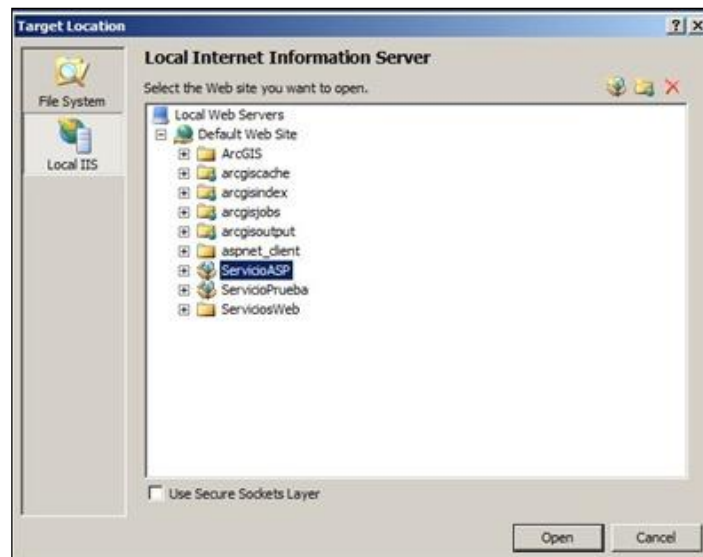 Target Location
File System
Local IIS
Local Internet Information Server
Select the Web site you want to open.
Local Web Servers
Default Web Site
ArcGIS
arcgiscache
arcgisindex
arcgisjobs
arcgisoutput
aspnet_client
ServicioASP
ServicioPrueba
ServiciosWeb
Use Secure Sockets Layer
Open
Cancel